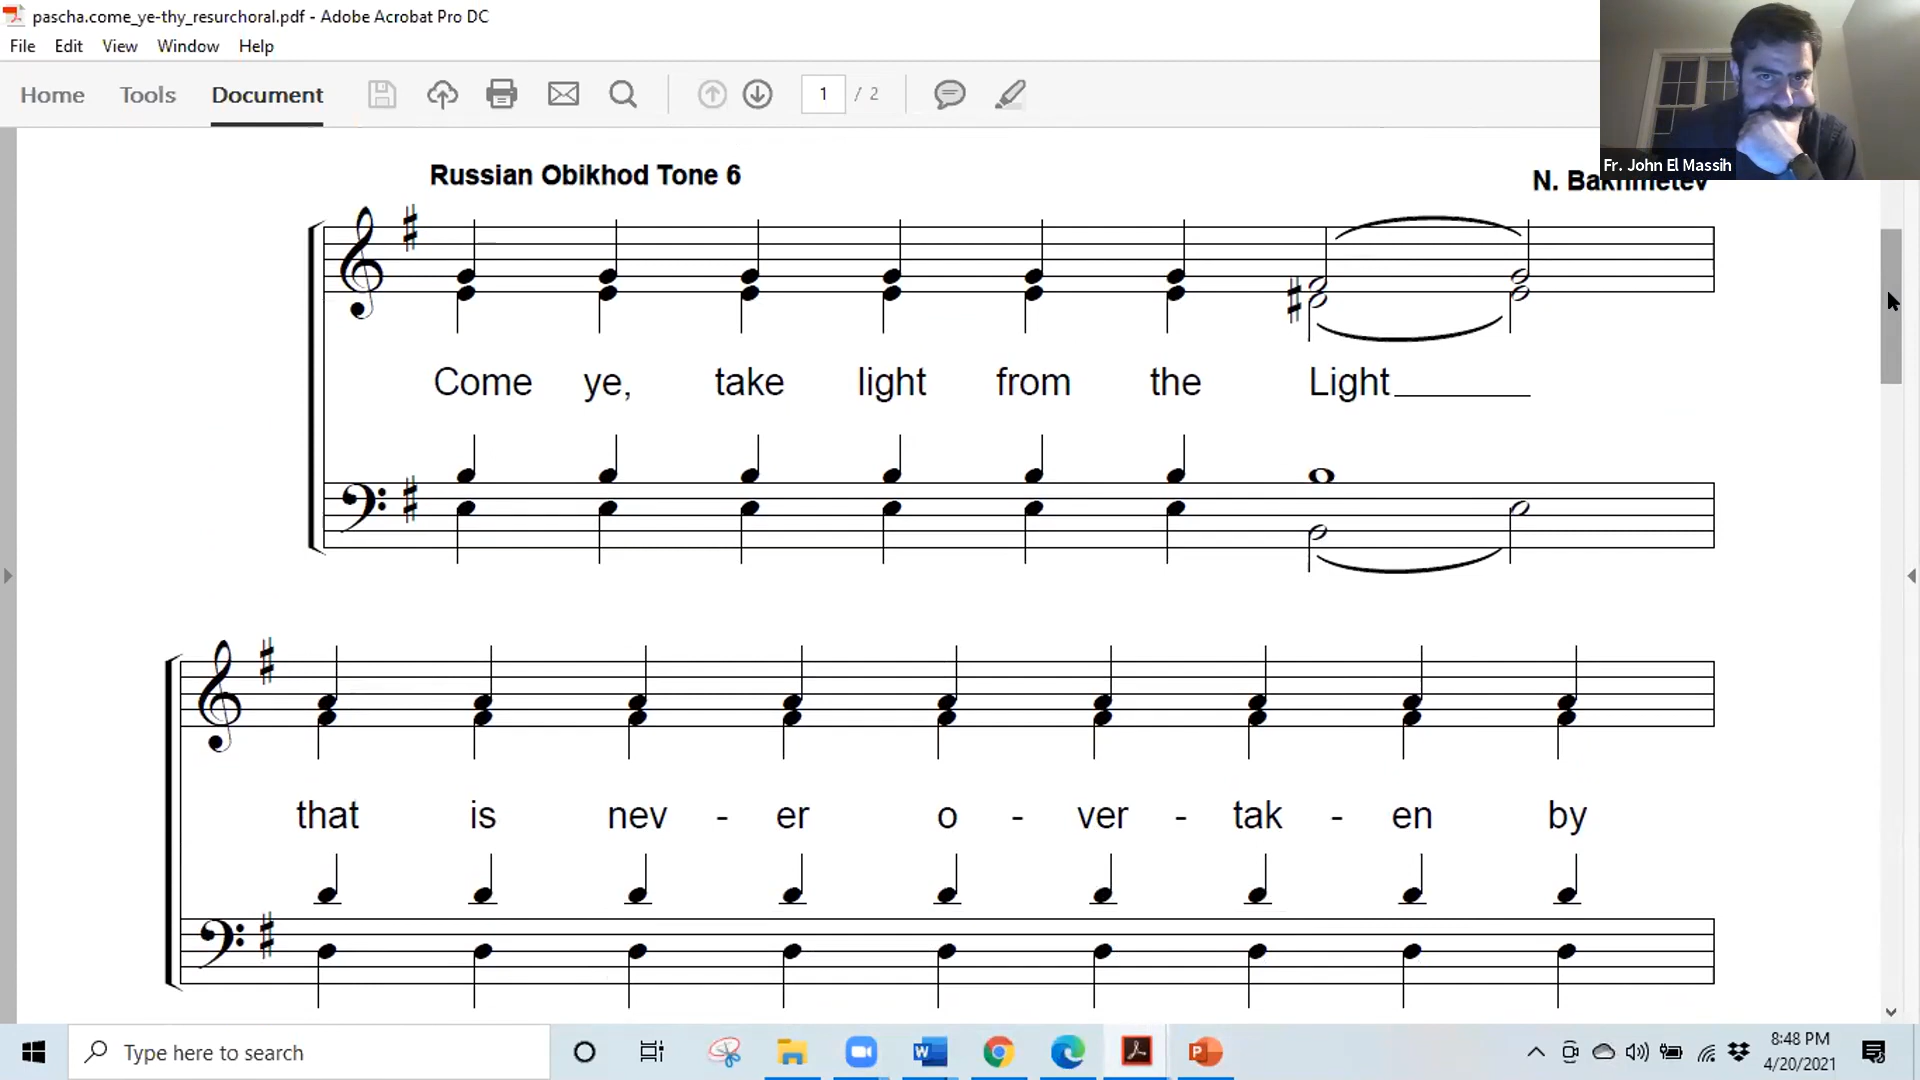 pascha.come_ye-thy_resurchoral.pdf - Adobe Acrobat Pro DC
File Edit View Window Help
Home Tools Document 1 / 2
Fr. John El Massih
Russian Obikhod Tone 6
N. Bakhmetev
Come ye, take light from the Light
that is nev - er o - ver - tak - en by
Type here to search
8:48 PM
4/20/2021